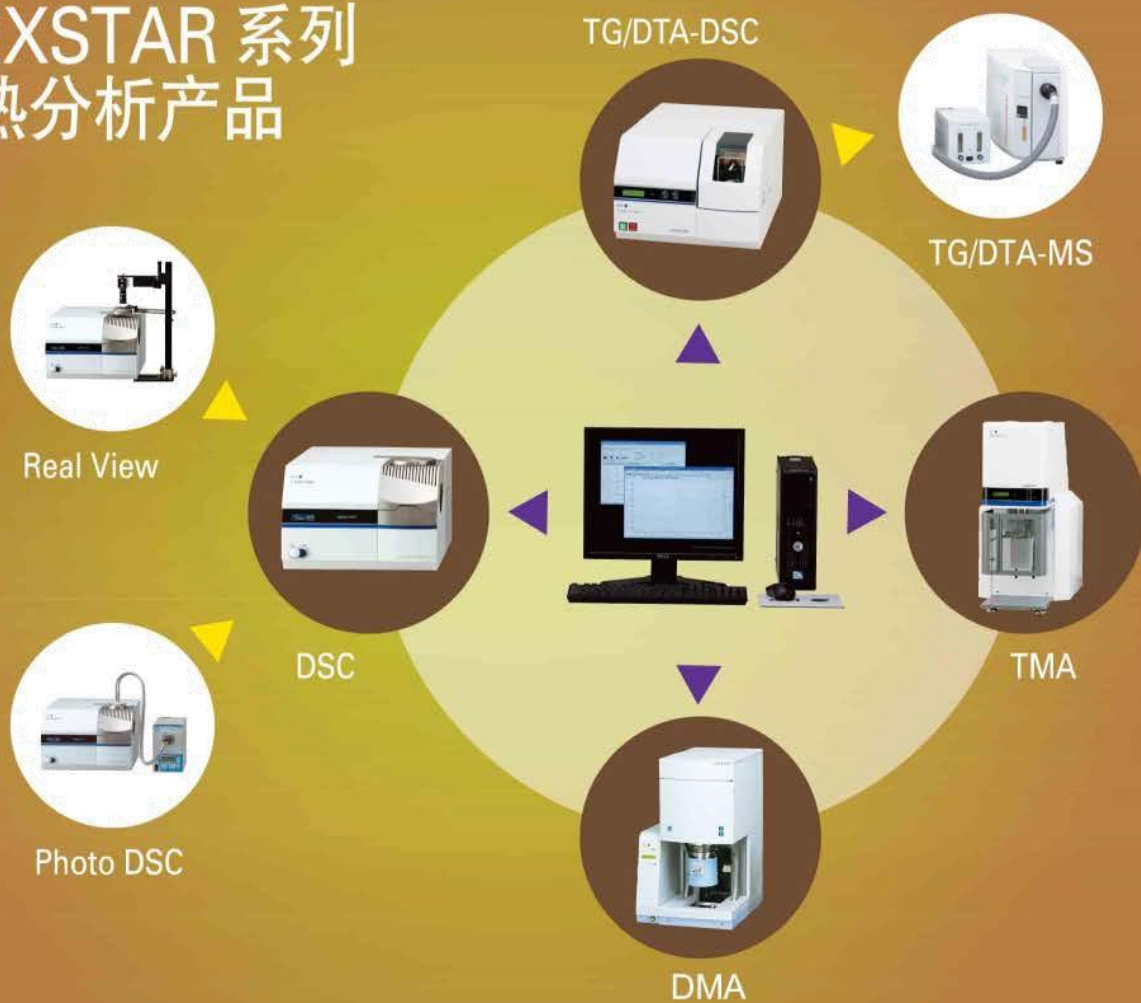 XSTAR 系列
热分析产品
TG/DTA-DSC
TG/DTA-MS
Real View
DSC
TMA
Photo DSC
DMA